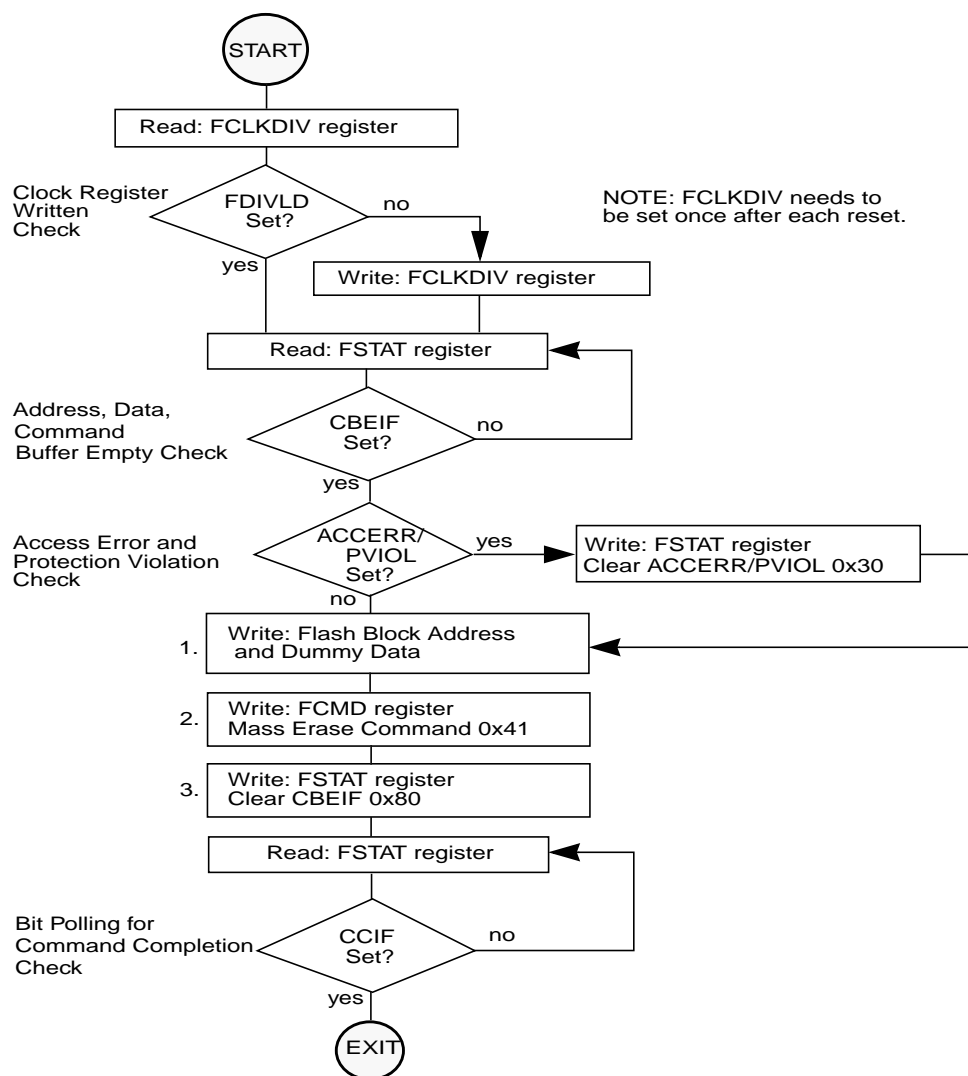 START
Read: FCLKDIV register
Clock Register
Written
Check
FDIVLD
Set?
no
yes
NOTE: FCLKDIV needs to
be set once after each reset.
Write: FCLKDIV register
Read: FSTAT register
Address, Data,
Command
Buffer Empty Check
CBEIF
Set?
no
yes
Access Error and
Protection Violation
Check
ACCERR/
PVIOL
Set?
yes
no
Write: FSTAT register
Clear ACCERR/PVIOL 0x30
1.
Write: Flash Block Address
and Dummy Data
2.
Write: FCMD register
Mass Erase Command 0x41
3.
Write: FSTAT register
Clear CBEIF 0x80
Read: FSTAT register
Bit Polling for
Command Completion
Check
CCIF
Set?
no
yes
EXIT